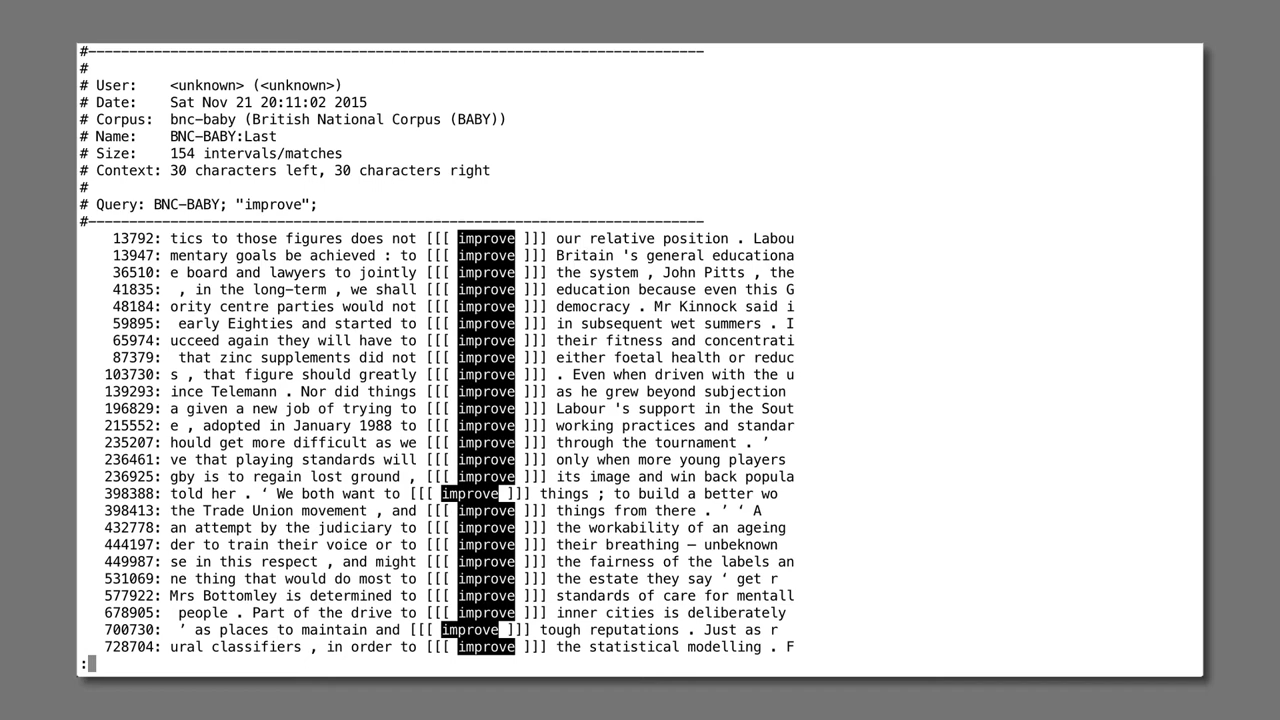 #---------------------------------------------------------------------------
#
# User:    <unknown> (<unknown>)
# Date:    Sat Nov 21 20:11:02 2015
# Corpus:  bnc-baby (British National Corpus (BABY))
# Name:    BNC-BABY:Last
# Size:    154 intervals/matches
# Context: 30 characters left, 30 characters right
#
# Query: BNC-BABY; "improve";
#---------------------------------------------------------------------------
13792: tics to those figures does not [[[ improve ]]] our relative position . Labou
13947: mentary goals be achieved : to [[[ improve ]]] Britain 's general educationa
36510: e board and lawyers to jointly [[[ improve ]]] the system , John Pitts , the
41835:  , in the long-term , we shall [[[ improve ]]] education because even this G
48184: ority centre parties would not [[[ improve ]]] democracy . Mr Kinnock said i
59895:  early Eighties and started to [[[ improve ]]] in subsequent wet summers . I
65974: ucceed again they will have to [[[ improve ]]] their fitness and concentrati
87379:  that zinc supplements did not [[[ improve ]]] either foetal health or reduc
103730: s , that figure should greatly [[[ improve ]]] . Even when driven with the u
139293: ince Telemann . Nor did things [[[ improve ]]] as he grew beyond subjection
196829: a given a new job of trying to [[[ improve ]]] Labour 's support in the Sout
215552: e , adopted in January 1988 to [[[ improve ]]] working practices and standar
235207: hould get more difficult as we [[[ improve ]]] through the tournament . ’
236461: ve that playing standards will [[[ improve ]]] only when more young players
236925: gby is to regain lost ground , [[[ improve ]]] its image and win back popula
398388: told her . ‘ We both want to [[[ improve ]]] things ; to build a better wo
398413: the Trade Union movement , and [[[ improve ]]] things from there . ’ ‘ A
432778: an attempt by the judiciary to [[[ improve ]]] the workability of an ageing
444197: der to train their voice or to [[[ improve ]]] their breathing — unbeknown
449987: se in this respect , and might [[[ improve ]]] the fairness of the labels an
531069: ne thing that would do most to [[[ improve ]]] the estate they say ‘ get r
577922: Mrs Bottomley is determined to [[[ improve ]]] standards of care for mentall
678905:  people . Part of the drive to [[[ improve ]]] inner cities is deliberately
700730:  ’ as places to maintain and [[[ improve ]]] tough reputations . Just as r
728704: ural classifiers , in order to [[[ improve ]]] the statistical modelling . F
: